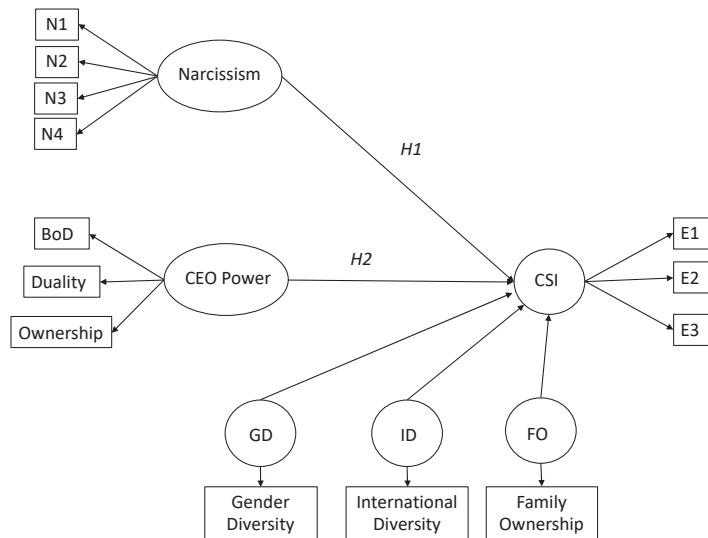 N1
N2
N3
N4
Narcissism
H1
BoD
Duality
Ownership
CEO Power
H2
CSI
E1
E2
E3
GD
ID
FO
Gender
Diversity
International
Diversity
Family
Ownership